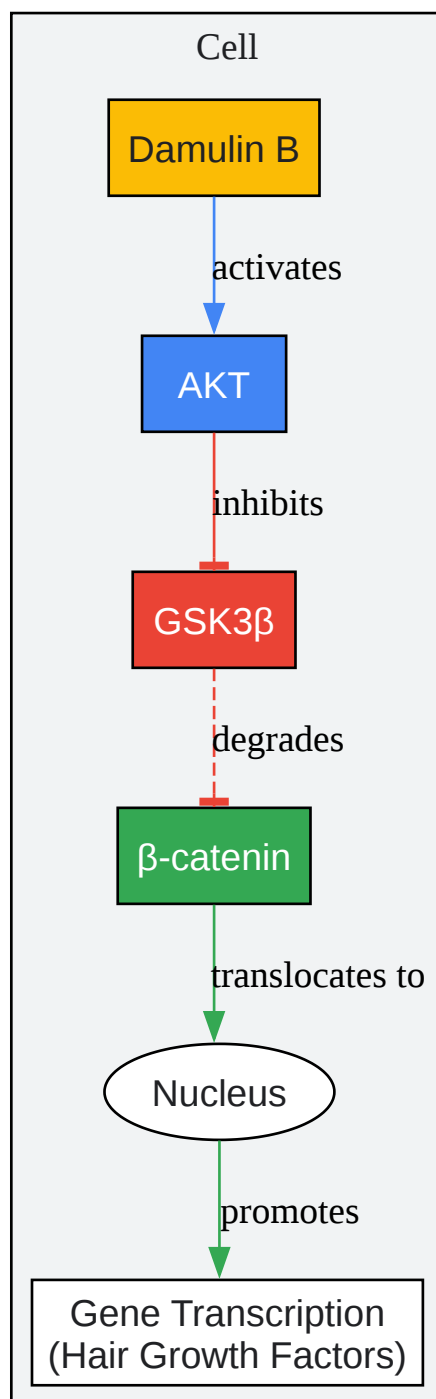 Cell
Damulin B
activates
AKT
inhibits
GSK3β
degrades
β-catenin
translocates to
Nucleus
promotes
Gene Transcription
(Hair Growth Factors)